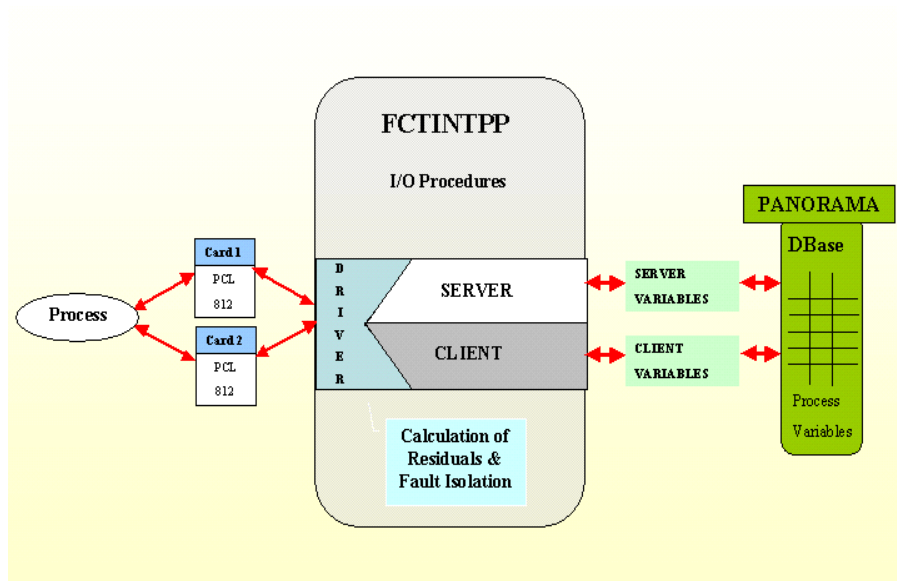 FCTINTPP
I/O Procedures
Process
Card 1
PCL
812
Card 2
PCL
812
D
R
I
V
E
R
SERVER
CLIENT
Calculation of
Residuals &
Fault Isolation
SERVER
VARIABLES
CLIENT
VARIABLES
PANORAMA
DBase
Process
Variables